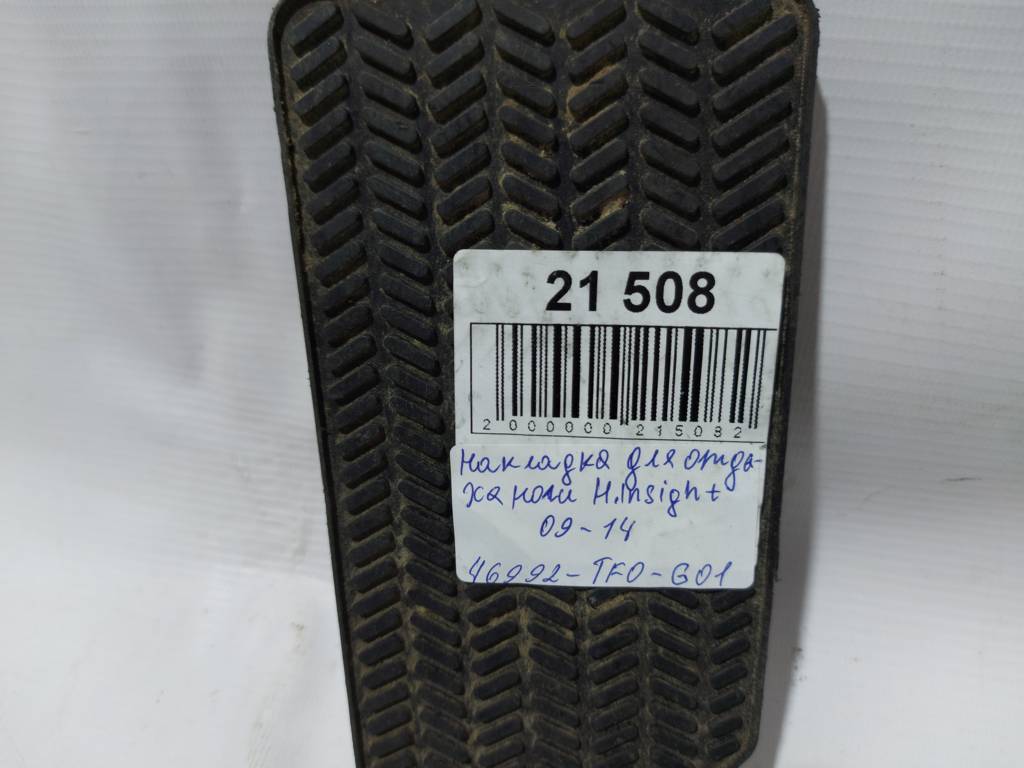 21 508
2 000000 215082
Накладка для отды-
ха ноги H.Insight
09-14
46992-TF0-G01